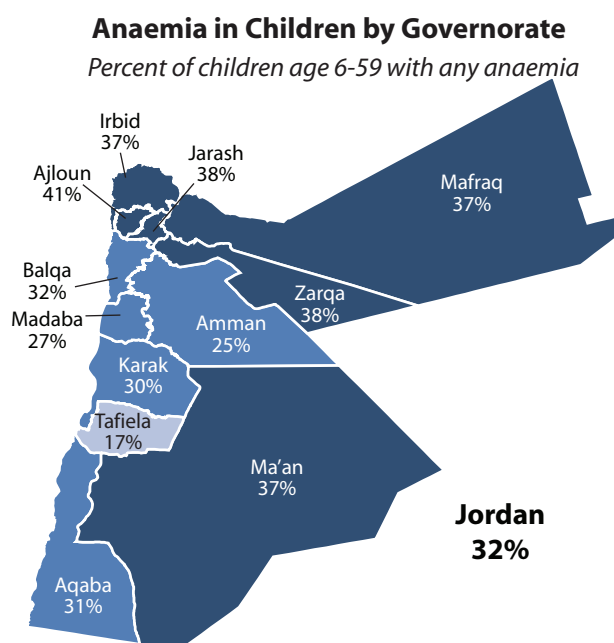 Anaemia in Children by Governorate
Percent of children age 6-59 with any anaemia
Irbid
37%
Jarash
38%
Ajloun
41%
Mafraq
37%
Balqa
32%
Zarqa
38%
Madaba
27%
Amman
25%
Karak
30%
Tafiela
17%
Ma'an
37%
Jordan
32%
Aqaba
31%